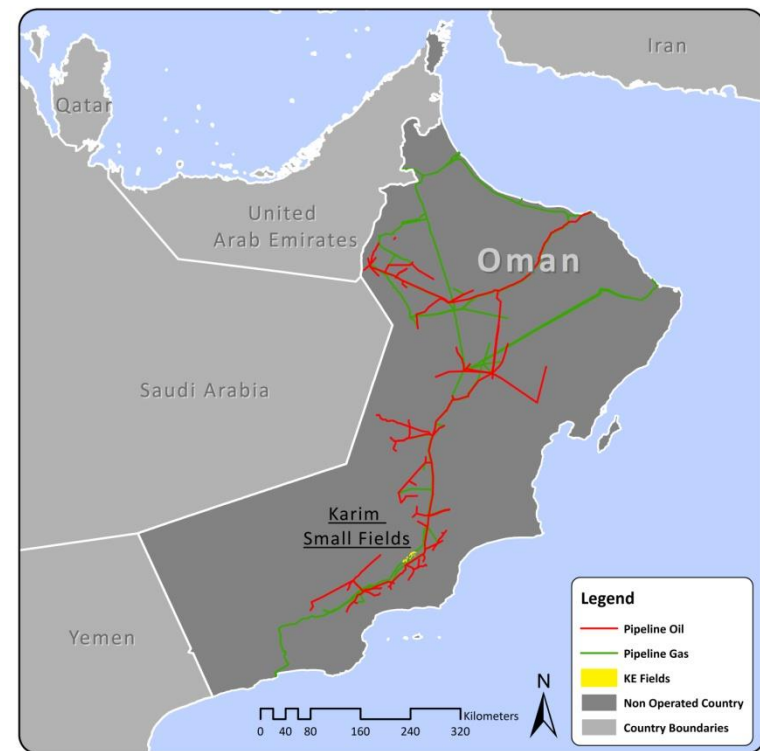 Iran
Qatar
United
Arab Emirates
Oman
Saudi Arabia
Karim
Small Fields
Yemen
Legend
Pipeline Oil
Pipeline Gas
KE Fields
Non Operated Country
Country Boundaries
N
Kilometers
0 40 80 160 240 320